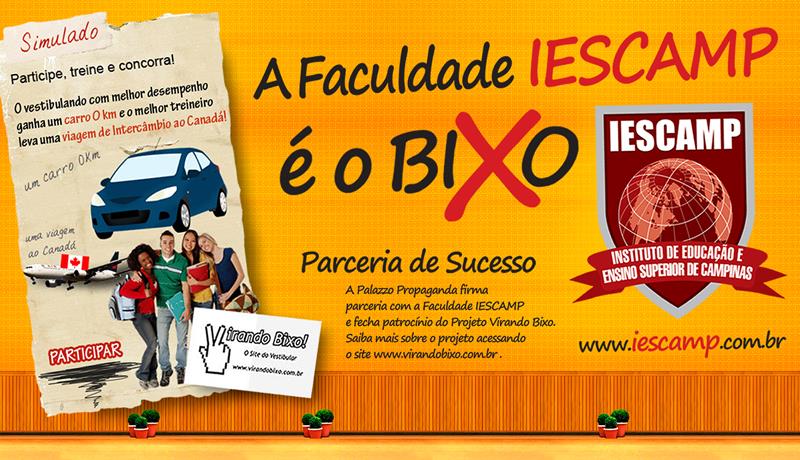 Simulado
Participe, treine e concorra!
O vestibulando com melhor desempenho
ganha um carro 0 km e o melhor treineiro
leva uma viagem de Intercâmbio ao Canadá!
um carro 0Km
uma viagem
ao Canadá
PARTICIPAR
Virando Bixo!
O Site do Vestibular
www.virandobixo.com.br
A Faculdade IESCAMP
é o BIXO
Parceria de Sucesso
A Palazzo Propaganda firma
parceria com a Faculdade IESCAMP
e fecha patrocínio do Projeto Virando Bixo.
Saiba mais sobre o projeto acessando
o site www.virandobixo.com.br .
IESCAMP
INSTITUTO DE EDUCAÇÃO E
ENSINO SUPERIOR DE CAMPINAS
www.iescamp.com.br